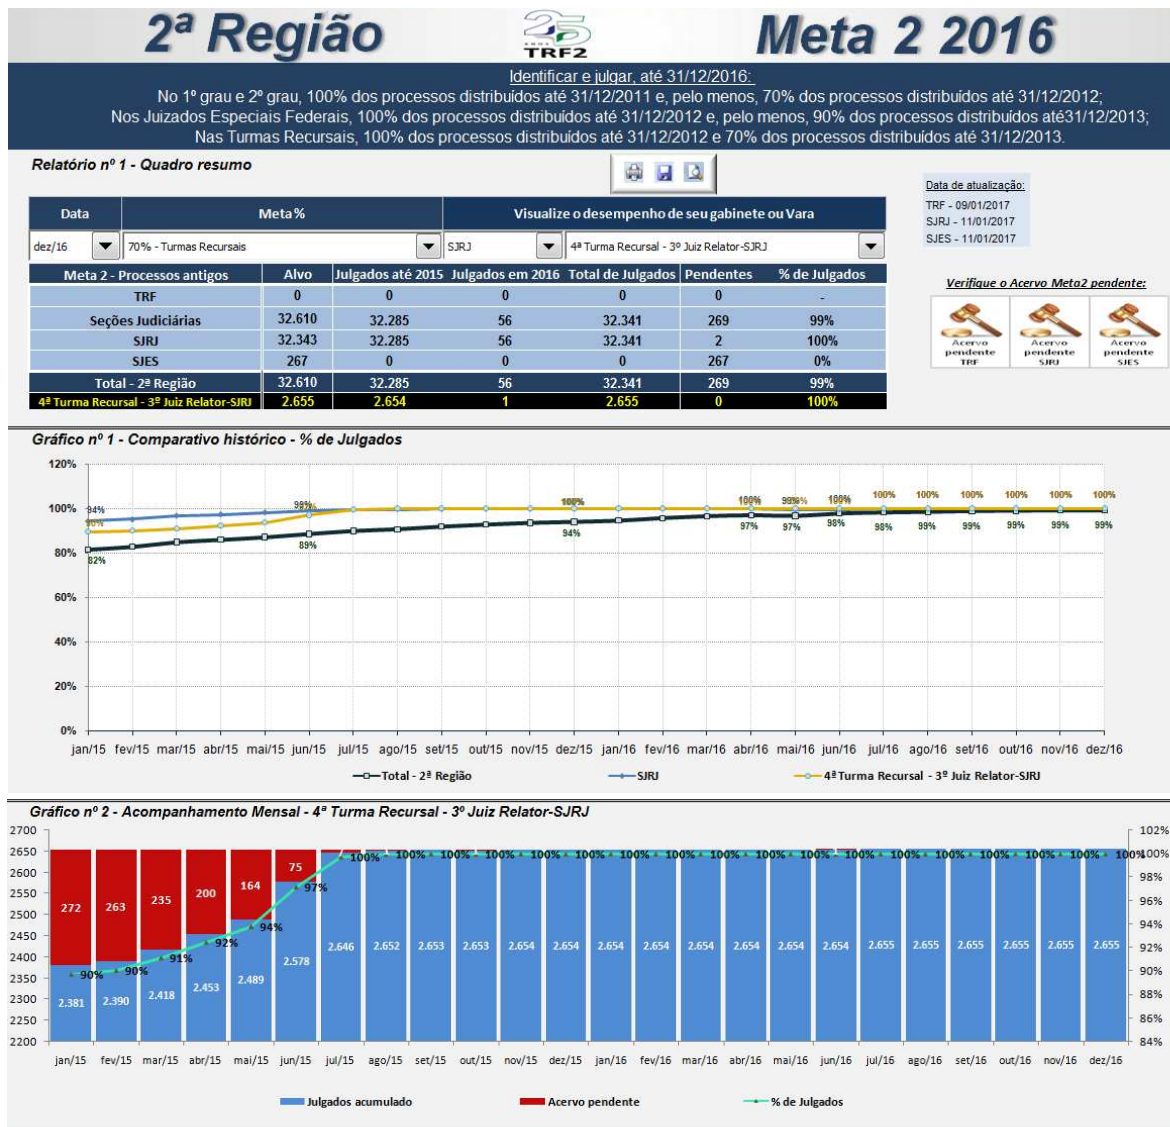 2ª Região
25
ANOS
TRF2
Meta 2 2016
Identificar e julgar, até 31/12/2016:
No 1º grau e 2º grau, 100% dos processos distribuídos até 31/12/2011 e, pelo menos, 70% dos processos distribuídos até 31/12/2012;
Nos Juizados Especiais Federais, 100% dos processos distribuídos até 31/12/2012 e, pelo menos, 90% dos processos distribuídos até31/12/2013;
Nas Turmas Recursais, 100% dos processos distribuídos até 31/12/2012 e 70% dos processos distribuídos até 31/12/2013.
Relatório nº 1 - Quadro resumo
Data de atualização:
TRF - 09/01/2017
SJRJ - 11/01/2017
SJES - 11/01/2017
Data Meta % Visualize o desempenho de seu gabinete ou Vara
dez/16 70% - Turmas Recursais SJRJ 4ª Turma Recursal - 3º Juiz Relator-SJRJ
Meta 2 - Processos antigos Alvo Julgados até 2015 Julgados em 2016 Total de Julgados Pendentes % de Julgados
TRF 0 0 0 0 0 -
Seções Judiciárias 32.610 32.285 56 32.341 269 99%
SJRJ 32.343 32.285 56 32.341 2 100%
SJES 267 0 0 0 267 0%
Total - 2ª Região 32.610 32.285 56 32.341 269 99%
4ª Turma Recursal - 3º Juiz Relator-SJRJ 2.655 2.654 1 2.655 0 100%
Verifique o Acervo Meta2 pendente:
Acervo pendente TRF
Acervo pendente SJRJ
Acervo pendente SJES
Gráfico nº 1 - Comparativo histórico - % de Julgados
120%
100%
80%
60%
40%
20%
0%
94% 99% 100% 100% 99% 100% 100% 100% 100% 100% 100% 100%
90%
82% 89% 94% 97% 97% 98% 98% 99% 99% 99% 99% 99%
jan/15 fev/15 mar/15 abr/15 mai/15 jun/15 jul/15 ago/15 set/15 out/15 nov/15 dez/15 jan/16 fev/16 mar/16 abr/16 mai/16 jun/16 jul/16 ago/16 set/16 out/16 nov/16 dez/16
Total - 2ª Região SJRJ 4ª Turma Recursal - 3º Juiz Relator-SJRJ
Gráfico nº 2 - Acompanhamento Mensal - 4ª Turma Recursal - 3º Juiz Relator-SJRJ
2700
2650
2600
2550
2500
2450
2400
2350
2300
2250
2200
272 263 235 200 164 75
90% 90% 91% 92% 94% 97% 100% 100% 100% 100% 100% 100% 100% 100% 100% 100% 100% 100% 100% 100% 100% 100% 100% 100%
2.381 2.390 2.418 2.453 2.489 2.578 2.646 2.652 2.653 2.653 2.654 2.654 2.654 2.654 2.654 2.654 2.654 2.654 2.655 2.655 2.655 2.655 2.655 2.655
102%
100%
98%
96%
94%
92%
90%
88%
86%
84%
jan/15 fev/15 mar/15 abr/15 mai/15 jun/15 jul/15 ago/15 set/15 out/15 nov/15 dez/15 jan/16 fev/16 mar/16 abr/16 mai/16 jun/16 jul/16 ago/16 set/16 out/16 nov/16 dez/16
Julgados acumulado Acervo pendente % de Julgados